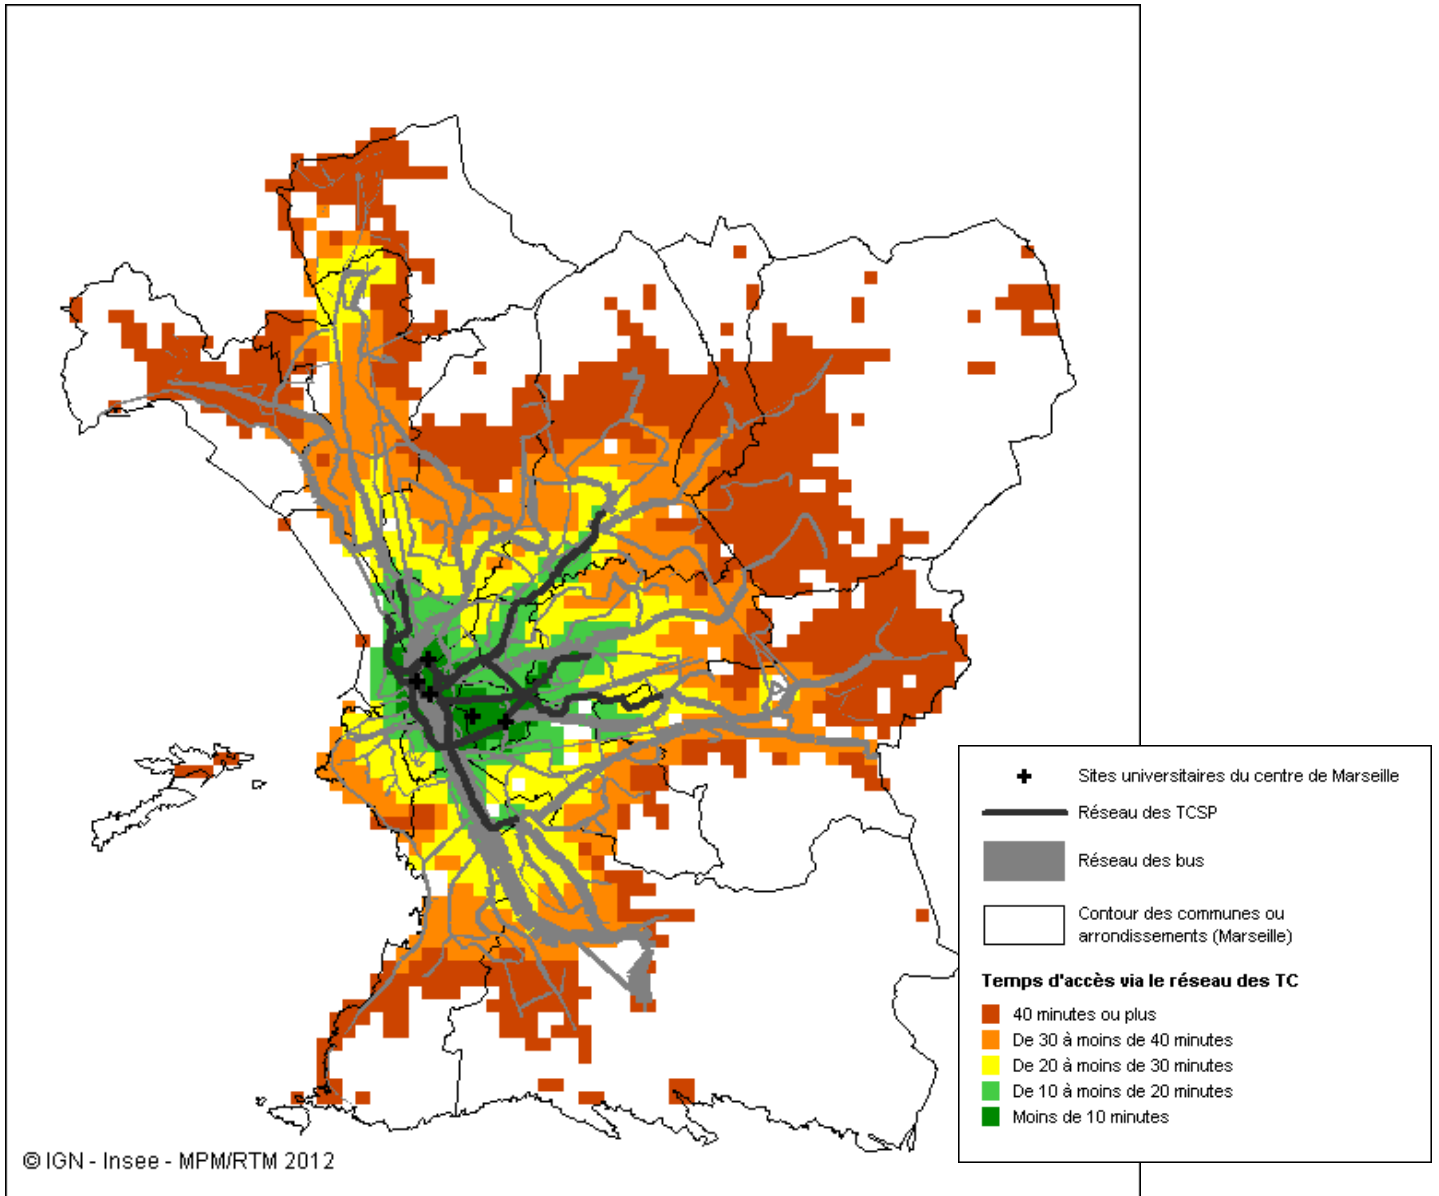 Sites universitaires du centre de Marseille
Réseau des TCSP
Réseau des bus
Contour des communes ou
arrondissements (Marseille)
Temps d'accès via le réseau des TC
40 minutes ou plus
De 30 à moins de 40 minutes
De 20 à moins de 30 minutes
De 10 à moins de 20 minutes
Moins de 10 minutes
© IGN - Insee - MPM/RTM 2012